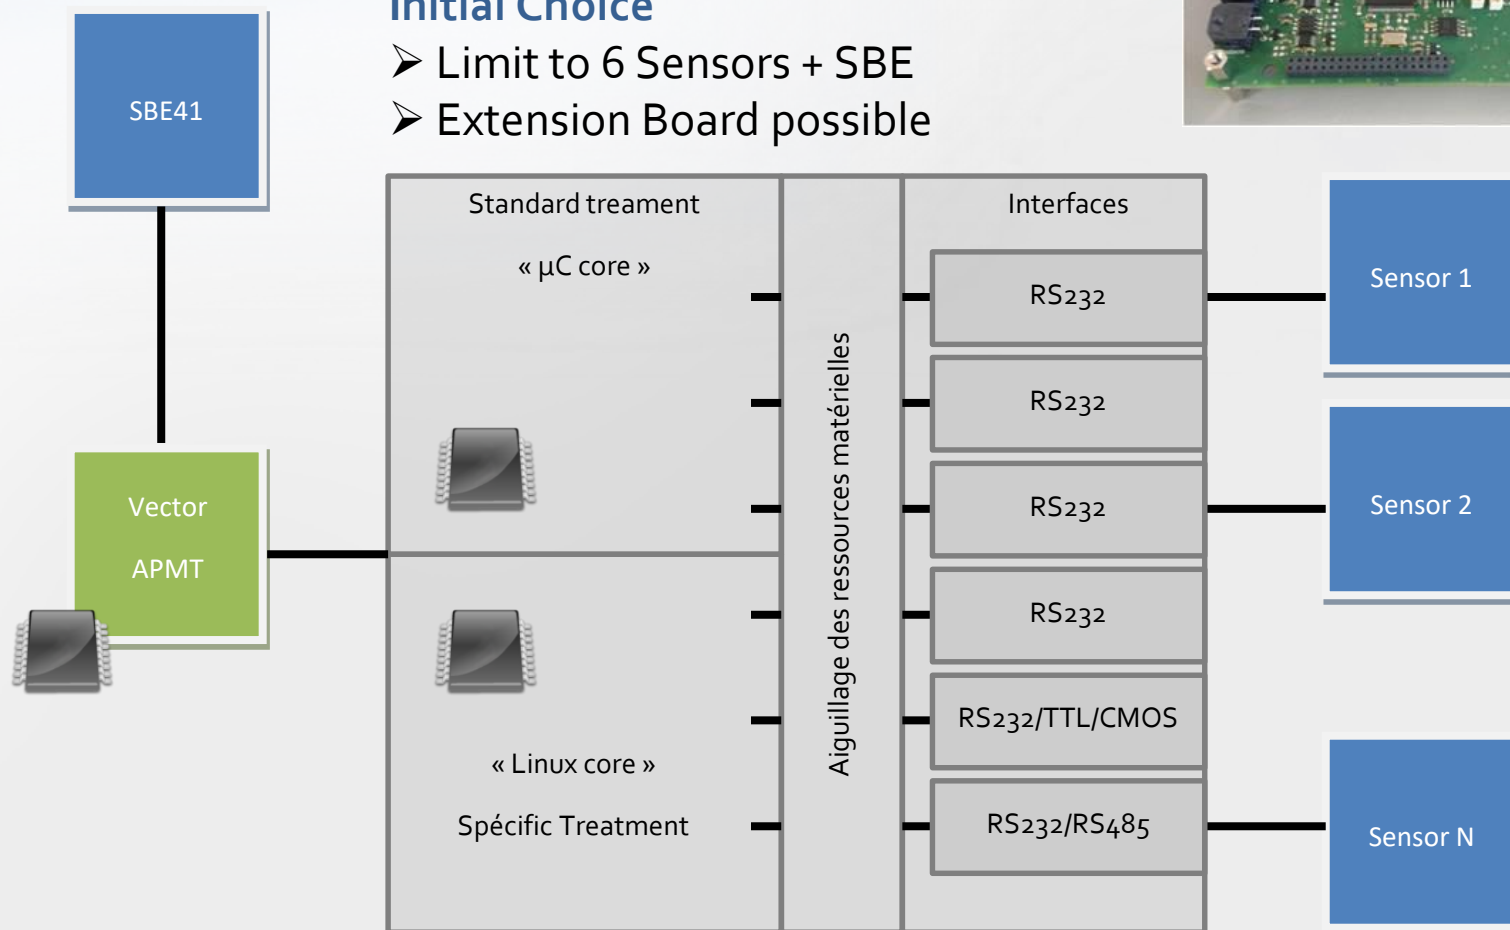 Initial Choice
➢ Limit to 6 Sensors + SBE
➢ Extension Board possible
SBE41
Vector
APMT
Standard treament
« µC core »
« Linux core »
Spécific Treatment
Aiguillage des ressources matérielles
Interfaces
RS232
RS232
RS232
RS232
RS232/TTL/CMOS
RS232/RS485
Sensor 1
Sensor 2
Sensor N